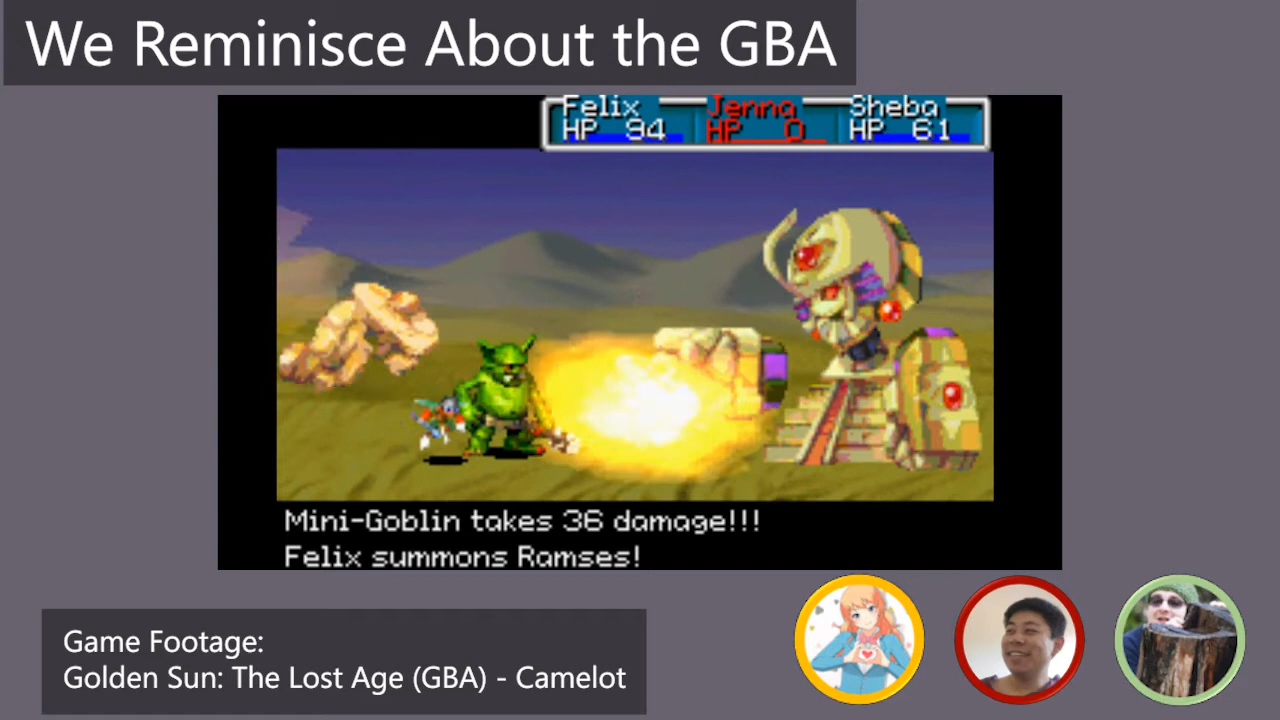 We Reminisce About the GBA
Felix Jenna Sheba
HP 94 HP 0 HP 61
Mini-Goblin takes 36 damage!!!
Felix summons Ramses!
Game Footage:
Golden Sun: The Lost Age (GBA) - Camelot